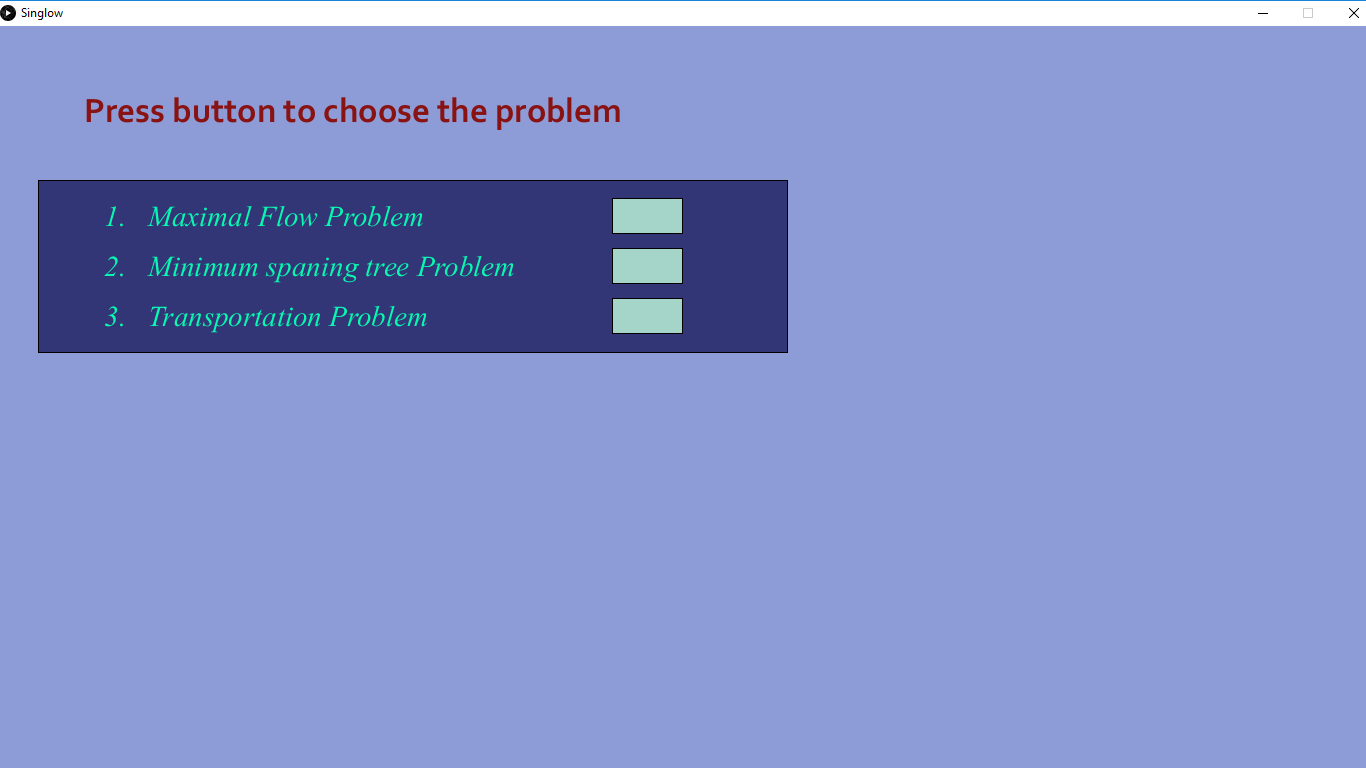 Singlow
Press button to choose the problem
1. Maximal Flow Problem
2. Minimum spaning tree Problem
3. Transportation Problem